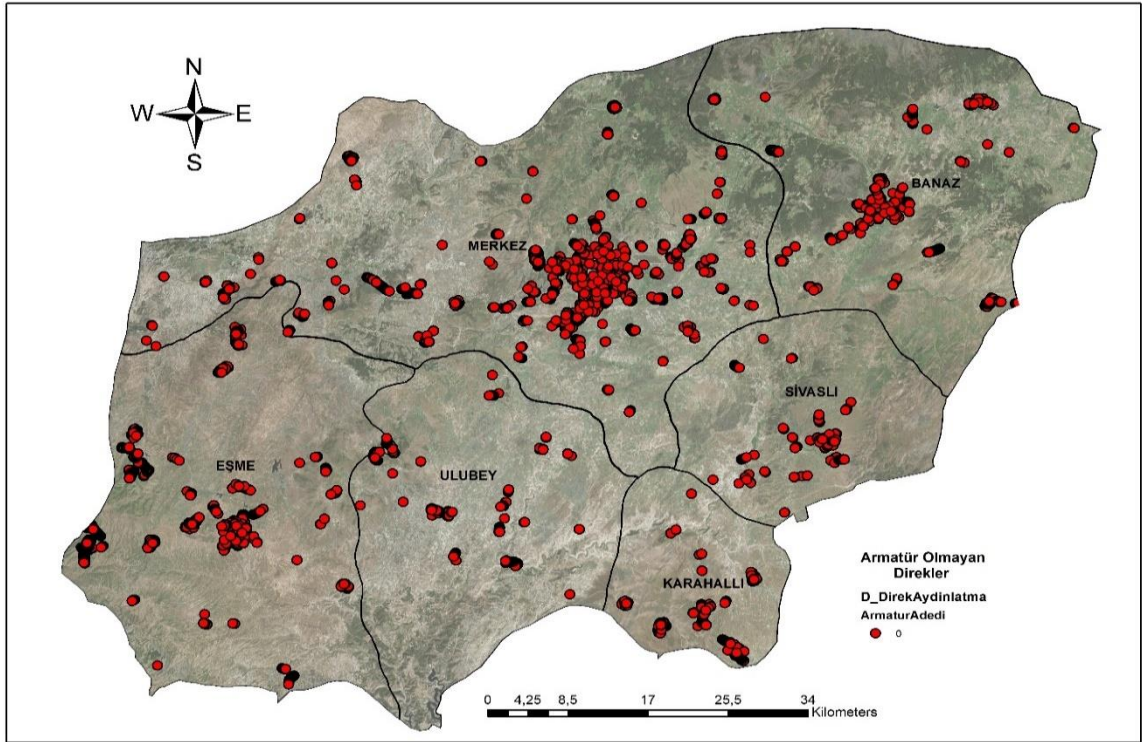 N
W E
S
BANAZ
MERKEZ
SİVASLI
EŞME
ULUBEY
KARAHALLI
Armatür Olmayan
Direkler
D_DirekAydinlatma
ArmaturAdedi
0
0 4,25 8,5 17 25,5 34
Kilometers